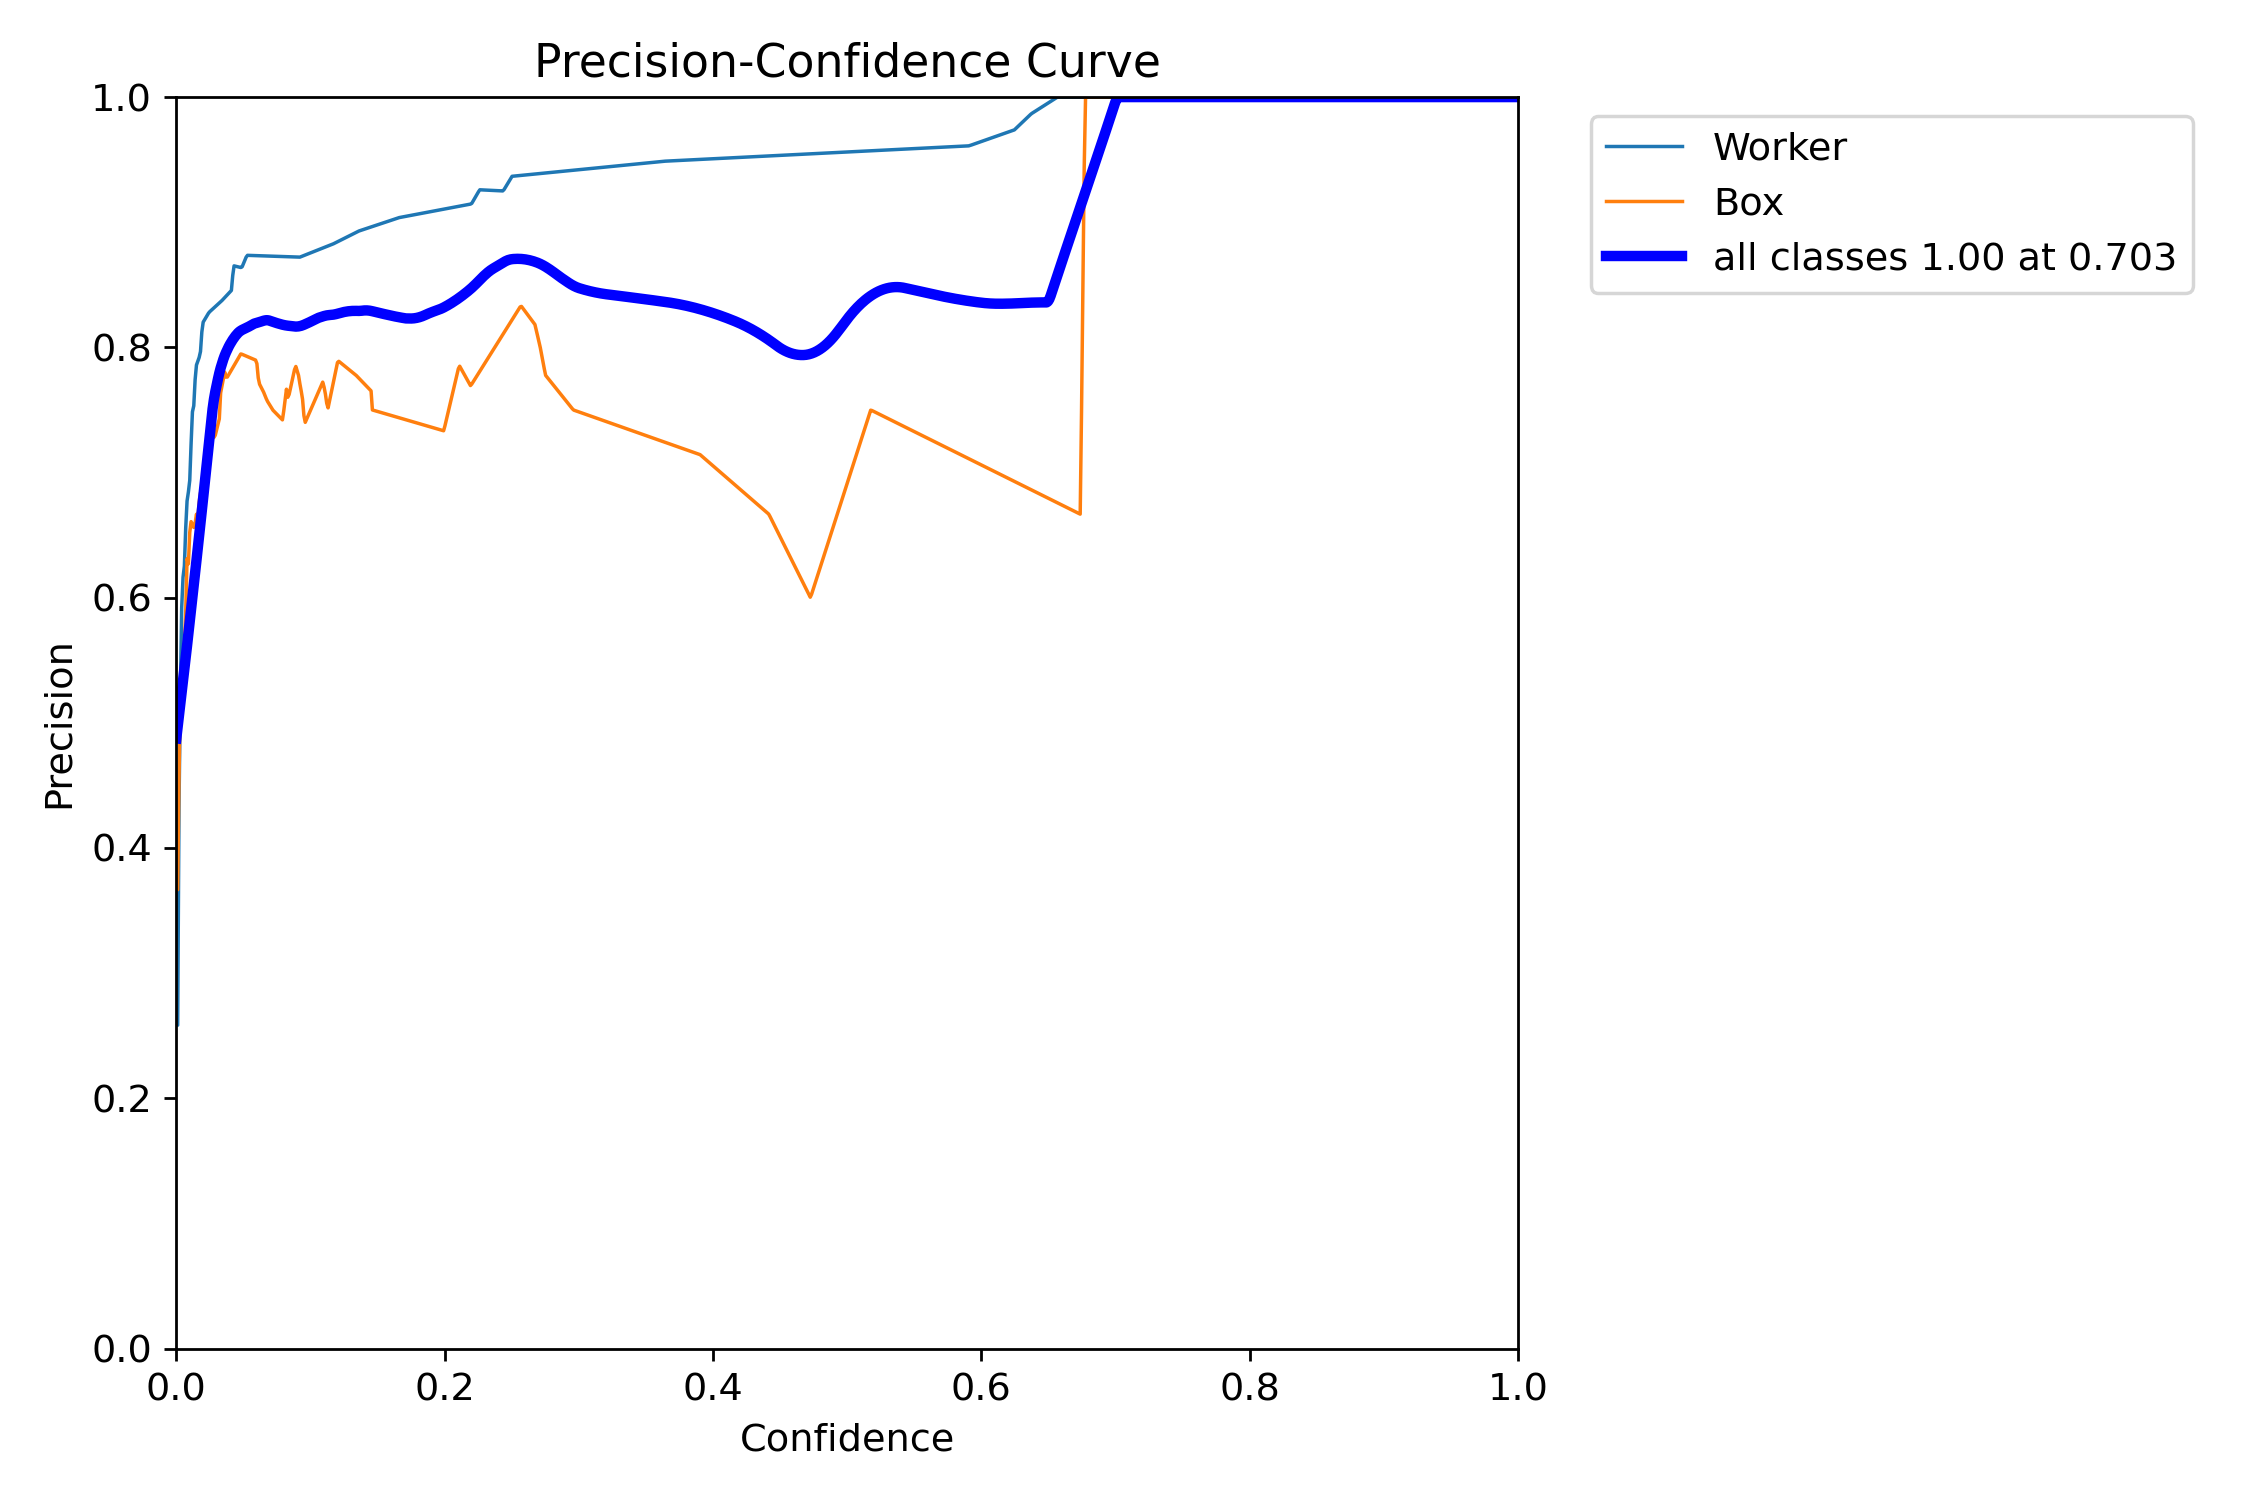 Precision-Confidence Curve
1.0
0.8
0.6
0.4
0.2
0.0
Precision
0.0 0.2 0.4 0.6 0.8 1.0
Confidence
Worker
Box
all classes 1.00 at 0.703